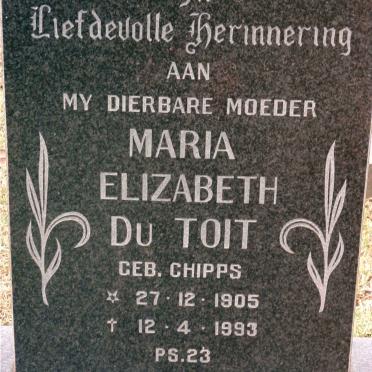 In
Liefdevolle Herinnering
AAN
MY DIERBARE MOEDER
MARIA
ELIZABETH
DU TOIT
GEB. CHIPPS
☆ 27·12·1905
† 12·4·1993
PS.23